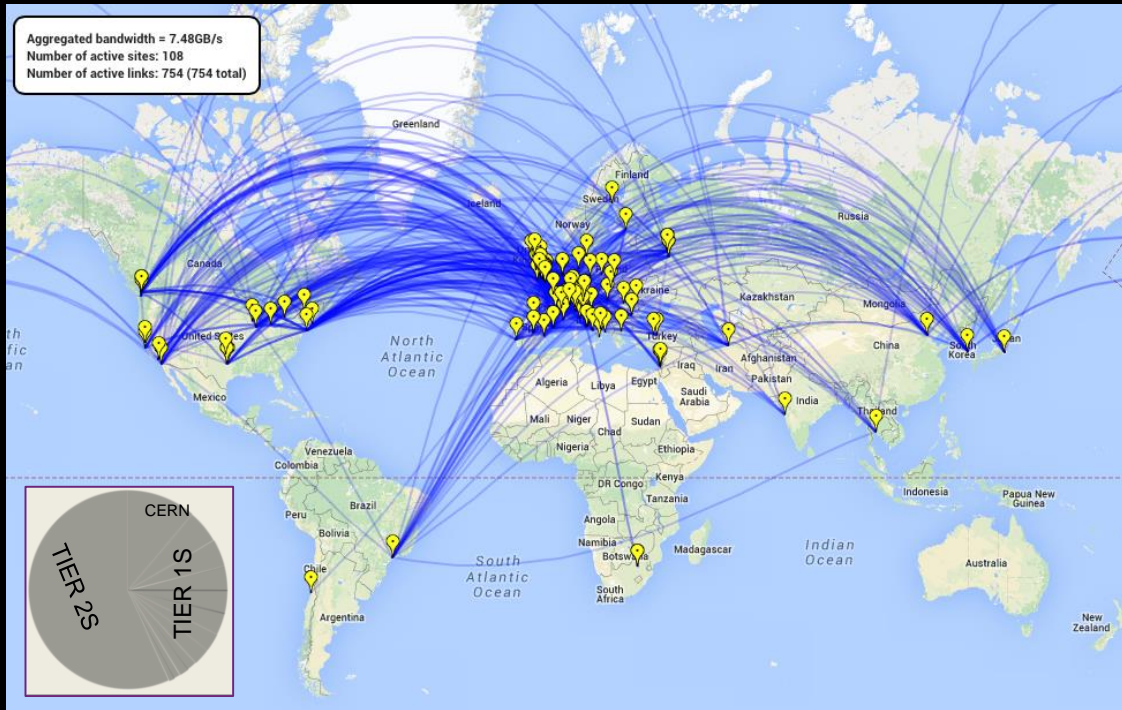 Aggregated bandwidth = 7.48GB/s
Number of active sites: 108
Number of active links: 754 (754 total)
Greenland
Finland
Iceland
Norway
Russia
Canada
Kazakhstan
Mongolia
United States
Turkey
North
Atlantic
Ocean
China
South
Korea
Afghanistan
Iraq
Iran
Algeria
Libya
Egypt
Pakistan
Mexico
Saudi
Arabia
India
Thailand
Mali
Niger
Chad
Sudan
Venezuela
Nigeria
Ethiopia
Colombia
Kenya
DR Congo
Indonesia
Papua New
Guinea
Tanzania
Brazil
Peru
Angola
Bolivia
Namibia
Madagascar
Indian
Ocean
South
Atlantic
Ocean
Chile
Australia
South
Africa
Argentina
New
Zealand
CERN
TIER 1S
TIER 2S